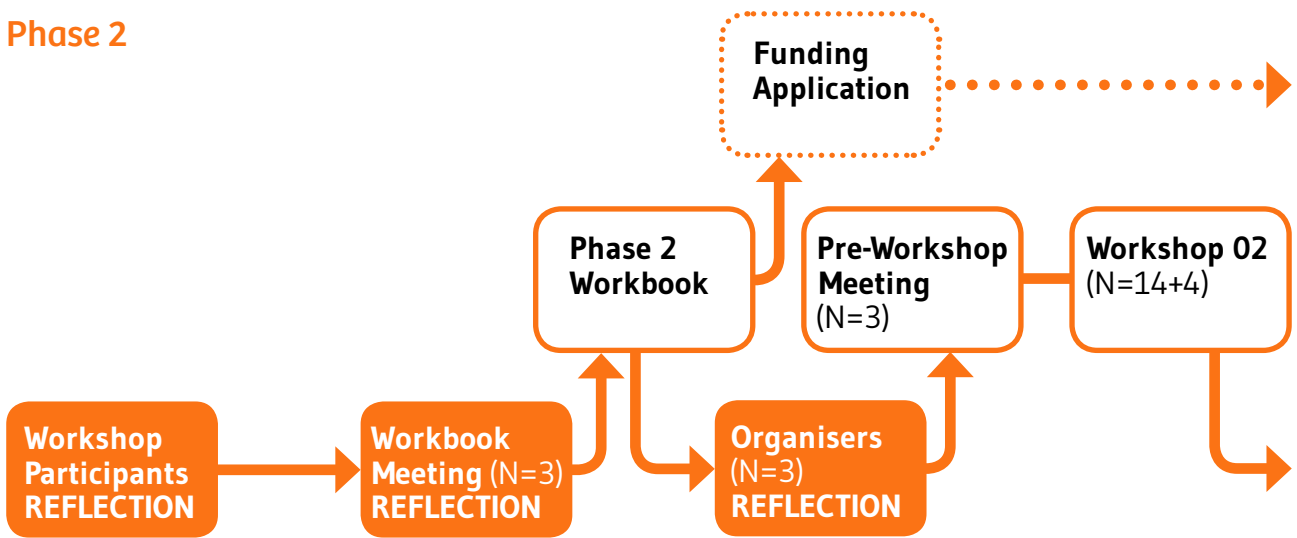 Phase 2
Funding
Application
Phase 2
Workbook
Pre-Workshop
Meeting
(N=3)
Workshop 02
(N=14+4)
Workshop
Participants
REFLECTION
Workbook
Meeting (N=3)
REFLECTION
Organisers
(N=3)
REFLECTION